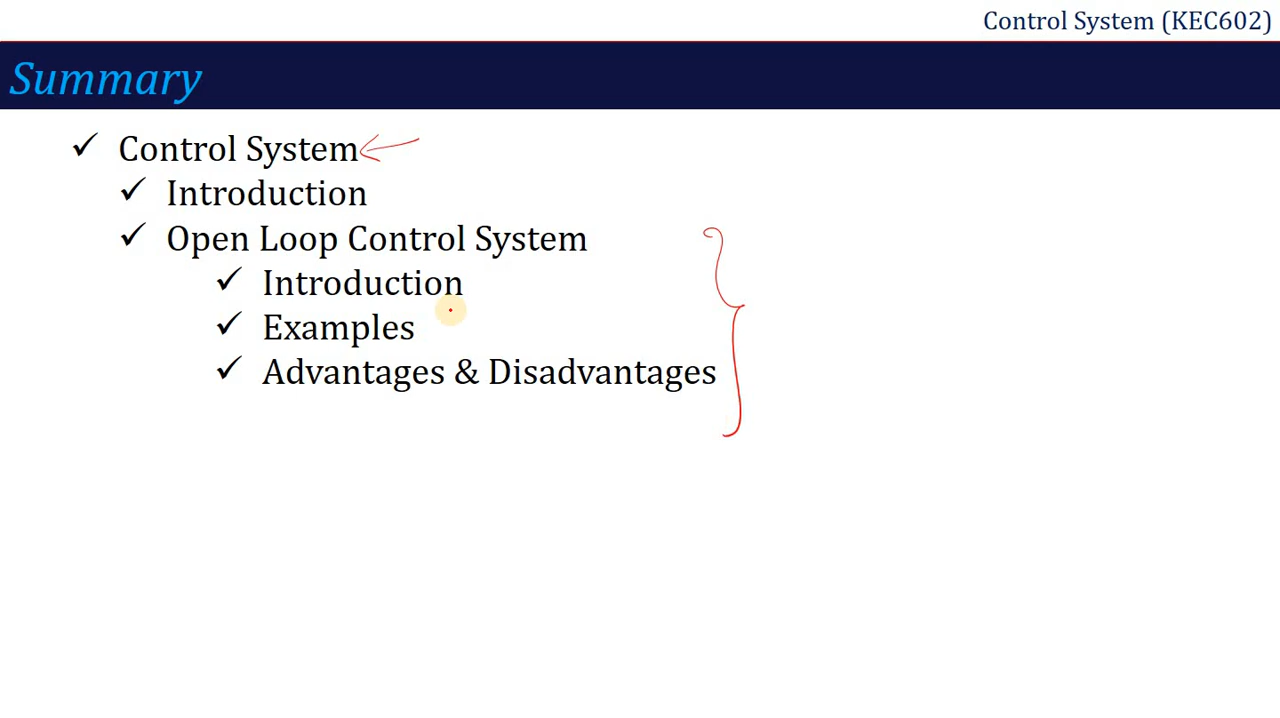 Control System (KEC602)
Summary
✓ Control System
✓ Introduction
✓ Open Loop Control System
✓ Introduction
✓ Examples
✓ Advantages & Disadvantages